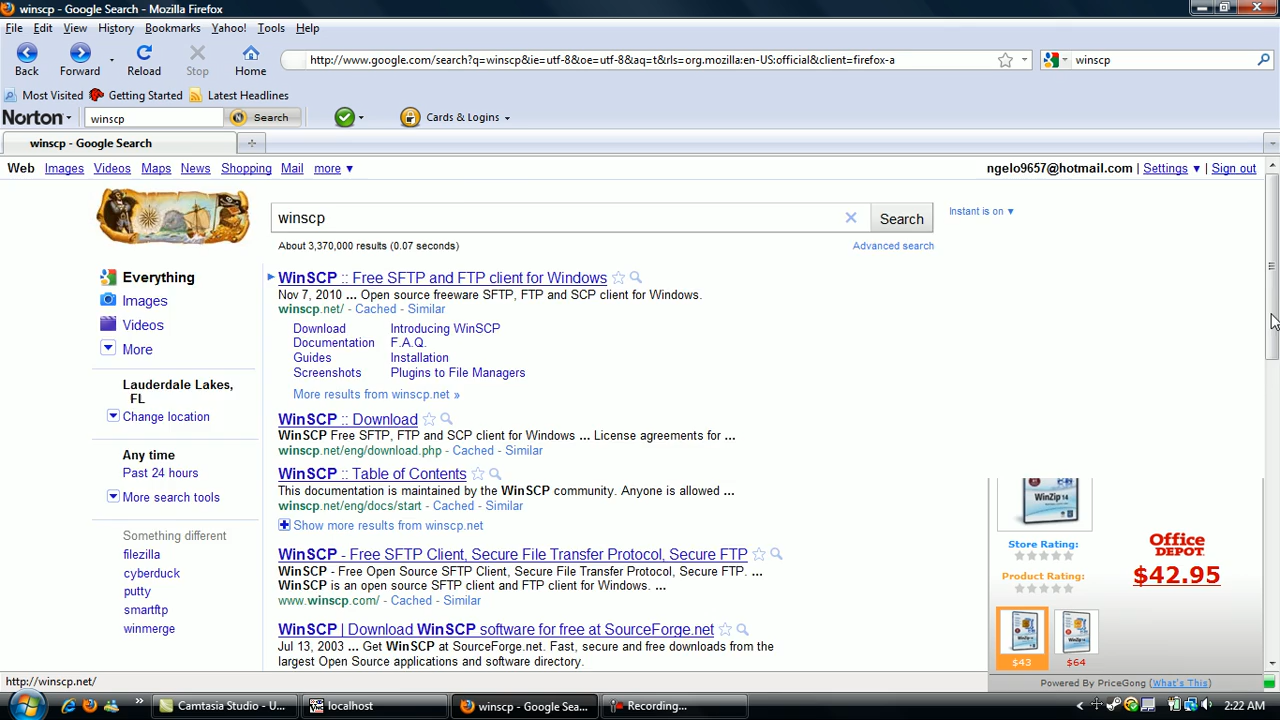 winscp - Google Search - Mozilla Firefox
File Edit View History Bookmarks Yahoo! Tools Help
Back Forward Reload Stop Home
http://www.google.com/search?q=winscp&ie=utf-8&oe=utf-8&aq=t&rls=org.mozilla:en-US:official&client=firefox-a
winscp
Most Visited Getting Started Latest Headlines
Norton winscp Search Cards & Logins
winscp - Google Search
Web Images Videos Maps News Shopping Mail more ▼
ngelo9657@hotmail.com | Settings ▼ | Sign out
winscp Search Instant is on ▼
About 3,370,000 results (0.07 seconds) Advanced search
Everything
Images
Videos
More
Lauderdale Lakes,
FL
Change location
Any time
Past 24 hours
More search tools
Something different
filezilla
cyberduck
putty
smartftp
winmerge
WinSCP :: Free SFTP and FTP client for Windows
Nov 7, 2010 ... Open source freeware SFTP, FTP and SCP client for Windows.
winscp.net/ - Cached - Similar
Download Introducing WinSCP
Documentation F.A.Q.
Guides Installation
Screenshots Plugins to File Managers
More results from winscp.net »
WinSCP :: Download
WinSCP Free SFTP, FTP and SCP client for Windows ... License agreements for ...
winscp.net/eng/download.php - Cached - Similar
WinSCP :: Table of Contents
This documentation is maintained by the WinSCP community. Anyone is allowed ...
winscp.net/eng/docs/start - Cached - Similar
Show more results from winscp.net
WinSCP - Free SFTP Client, Secure File Transfer Protocol, Secure FTP
WinSCP - Free Open Source SFTP Client, Secure File Transfer Protocol, Secure FTP. ...
WinSCP is an open source SFTP client and FTP client for Windows. ...
www.winscp.com/ - Cached - Similar
WinSCP | Download WinSCP software for free at SourceForge.net
Jul 13, 2003 ... Get WinSCP at SourceForge.net. Fast, secure and free downloads from the
largest Open Source applications and software directory.
WinZip 14
Store Rating:
Product Rating:
Office
DEPOT
$42.95
$43 $64
Powered By PriceGong (What's This)
http://winscp.net/
Camtasia Studio - U... localhost winscp - Google Sea... Recording... 2:22 AM